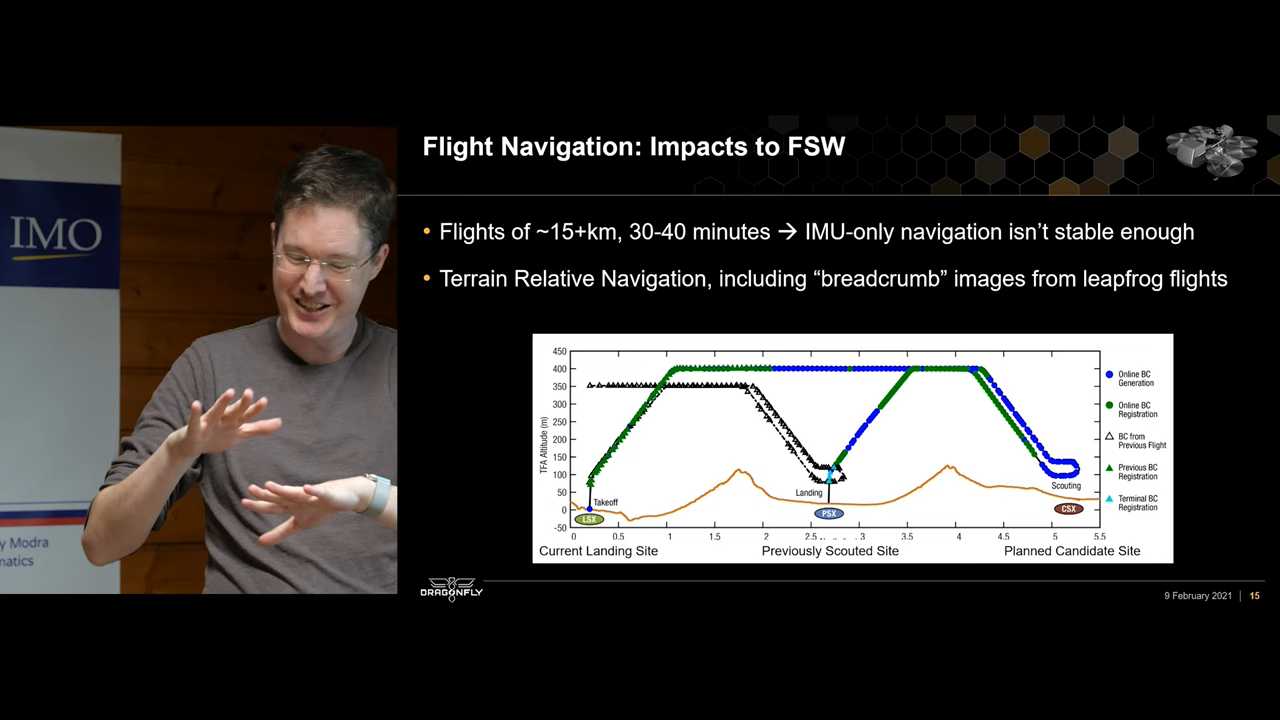 Flight Navigation: Impacts to FSW
IMO
• Flights of ~15+km, 30-40 minutes → IMU-only navigation isn't stable enough
• Terrain Relative Navigation, including “breadcrumb” images from leapfrog flights
450
400
350
300
250
200
150
100
50
0
-50
TFA Altitude (m)
Takeoff
Landing
Scouting
LSX
PSX
CSX
0 0.5 1 1.5 2 2.5 3 3.5 4 4.5 5 5.5
Current Landing Site
Previously Scouted Site
Planned Candidate Site
Online BC
Generation
Online BC
Registration
BC from
Previous Flight
Previous BC
Registration
Terminal BC
Registration
y Modra
natics
DRAGONFLY
9 February 2021 | 15